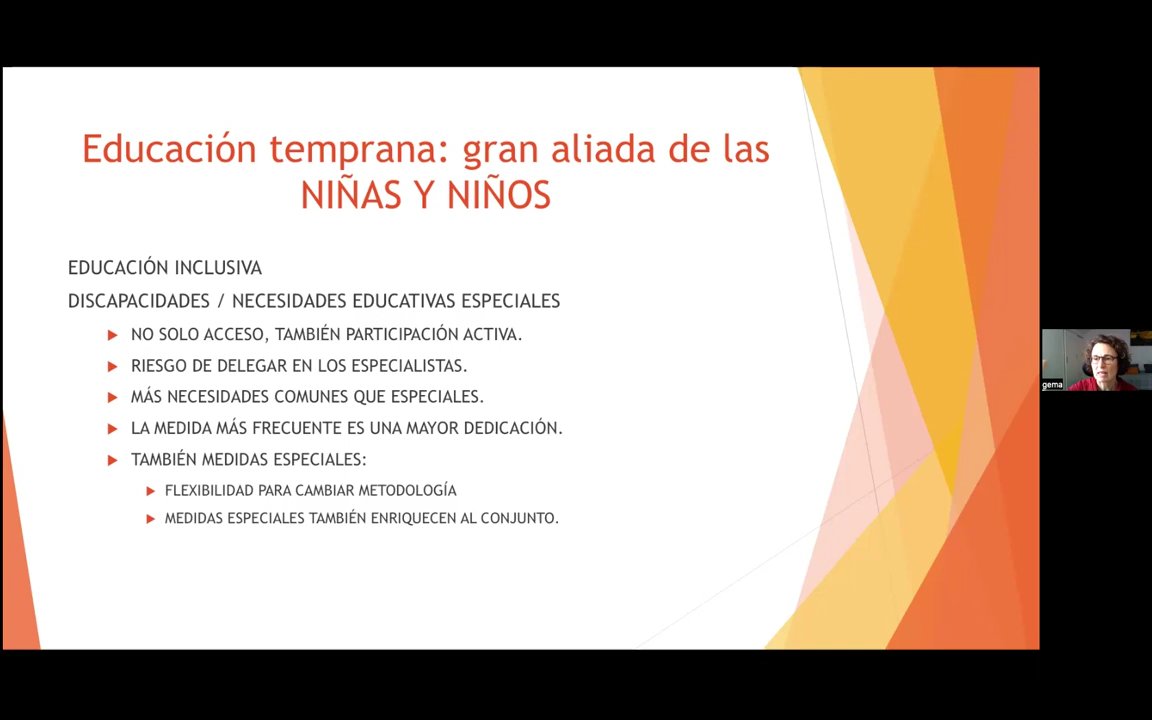 Educación temprana: gran aliada de las
NIÑAS Y NIÑOS
EDUCACIÓN INCLUSIVA
DISCAPACIDADES / NECESIDADES EDUCATIVAS ESPECIALES
NO SOLO ACCESO, TAMBIÉN PARTICIPACIÓN ACTIVA.
RIESGO DE DELEGAR EN LOS ESPECIALISTAS.
MÁS NECESIDADES COMUNES QUE ESPECIALES.
LA MEDIDA MÁS FRECUENTE ES UNA MAYOR DEDICACIÓN.
TAMBIÉN MEDIDAS ESPECIALES:
FLEXIBILIDAD PARA CAMBIAR METODOLOGÍA
MEDIDAS ESPECIALES TAMBIÉN ENRIQUECEN AL CONJUNTO.
gema